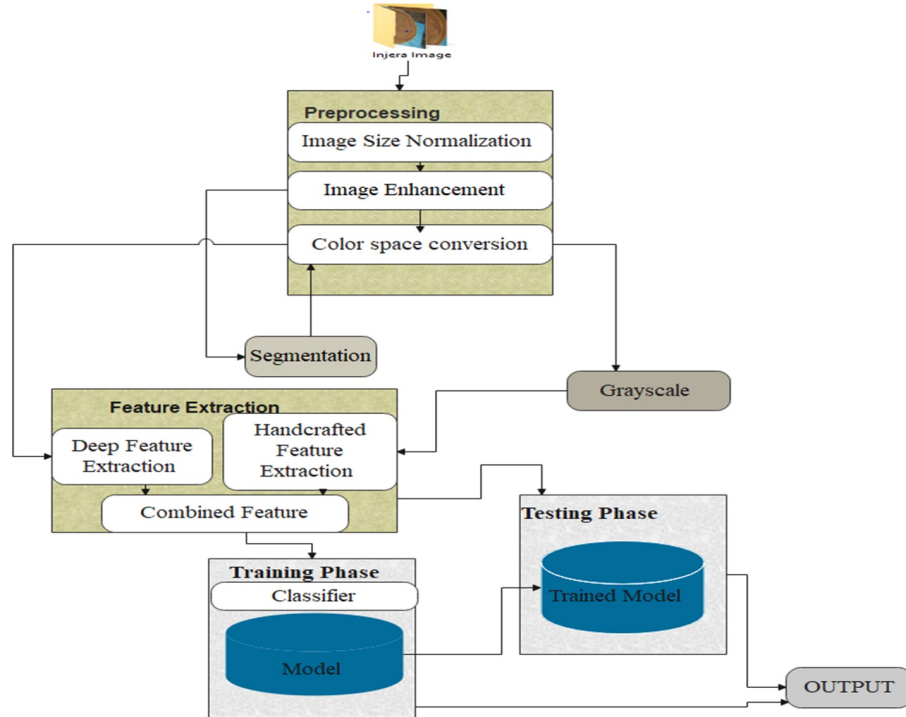 Injera Image
Preprocessing
Image Size Normalization
Image Enhancement
Color space conversion
Segmentation
Grayscale
Feature Extraction
Deep Feature
Extraction
Handcrafted
Feature
Extraction
Combined Feature
Testing Phase
Trained Model
Training Phase
Classifier
Model
OUTPUT